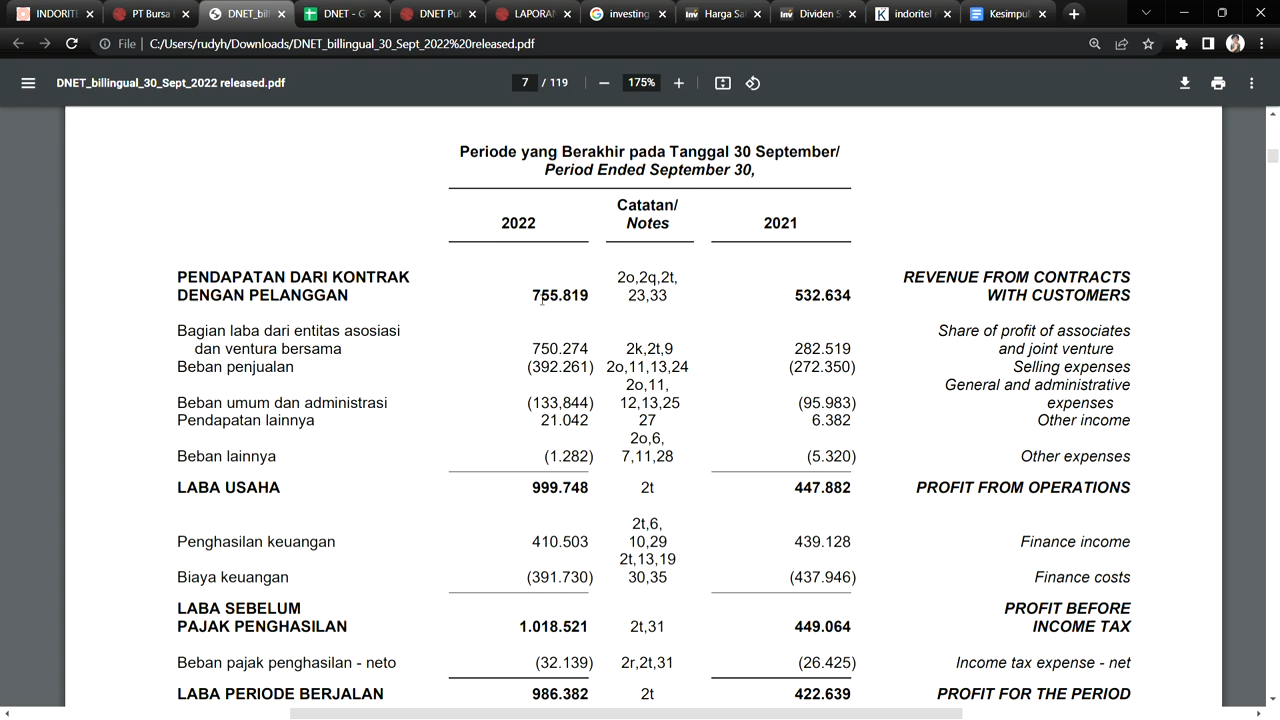 INDORITE
PT Bursa
DNET_bil
DNET - G
DNET Pu
LAPORAN
investing
Harga Sa
Dividen S
indoritel
Kesimpul
File
C:/Users/rudyh/Downloads/DNET_billingual_30_Sept_2022%20released.pdf
DNET_billingual_30_Sept_2022 released.pdf
7 / 119
175%
Periode yang Berakhir pada Tanggal 30 September/
Period Ended September 30,
2022 Catatan/ Notes 2021
PENDAPATAN DARI KONTRAK 2o,2q,2t, REVENUE FROM CONTRACTS
DENGAN PELANGGAN 755.819 23,33 532.634 WITH CUSTOMERS
Bagian laba dari entitas asosiasi Share of profit of associates
dan ventura bersama 750.274 2k,2t,9 282.519 and joint venture
Beban penjualan (392.261) 2o,11,13,24 (272.350) Selling expenses
2o,11, General and administrative
Beban umum dan administrasi (133,844) 12,13,25 (95.983) expenses
Pendapatan lainnya 21.042 27 6.382 Other income
2o,6,
Beban lainnya (1.282) 7,11,28 (5.320) Other expenses
LABA USAHA 999.748 2t 447.882 PROFIT FROM OPERATIONS
2t,6,
Penghasilan keuangan 410.503 10,29 439.128 Finance income
2t,13,19
Biaya keuangan (391.730) 30,35 (437.946) Finance costs
LABA SEBELUM PROFIT BEFORE
PAJAK PENGHASILAN 1.018.521 2t,31 449.064 INCOME TAX
Beban pajak penghasilan - neto (32.139) 2r,2t,31 (26.425) Income tax expense - net
LABA PERIODE BERJALAN 986.382 2t 422.639 PROFIT FOR THE PERIOD